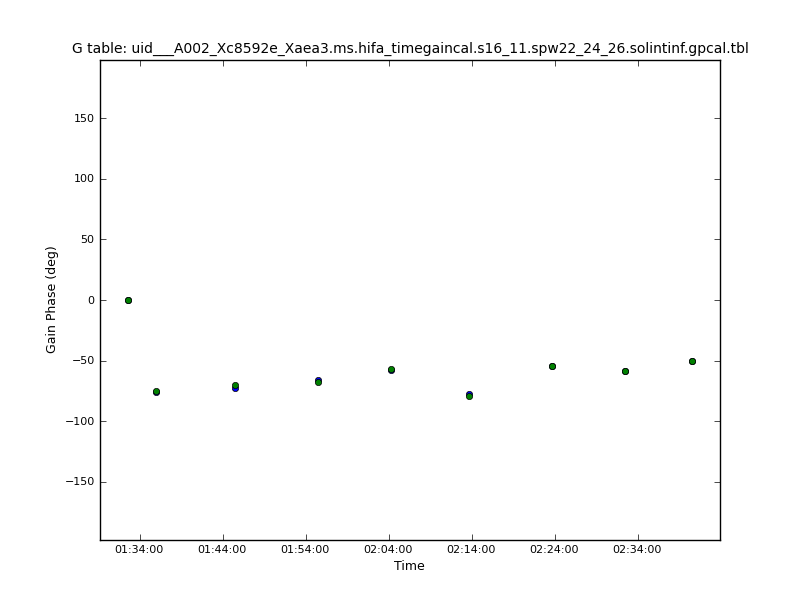 G table: uid___A002_Xc8592e_Xaea3.ms.hifa_timegaincal.s16_11.spw22_24_26.solintinf.gpcal.tbl
150
100
50
0
−50
−100
−150
Gain Phase (deg)
01:34:00 01:44:00 01:54:00 02:04:00 02:14:00 02:24:00 02:34:00
Time